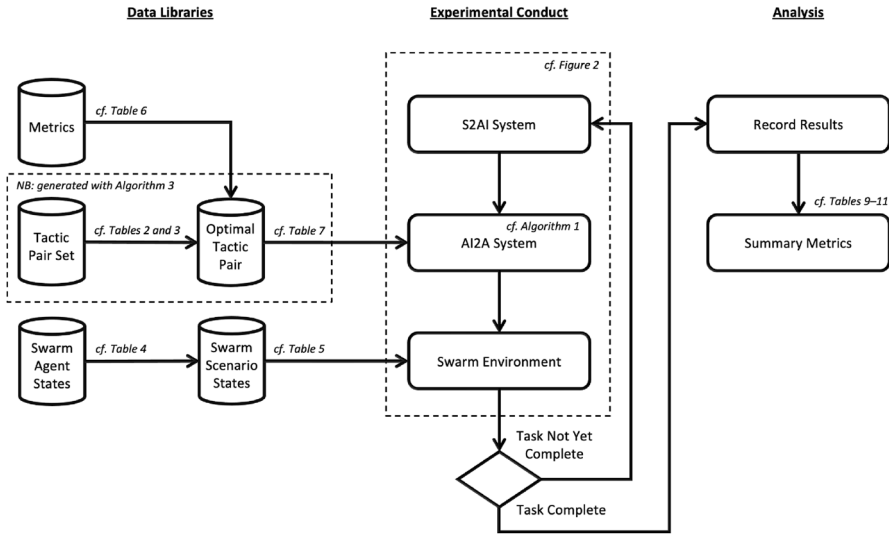 Data Libraries
Experimental Conduct
Analysis
cf. Figure 2
Metrics
cf. Table 6
S2AI System
Record Results
NB: generated with Algorithm 3
Tactic
Pair Set
cf. Tables 2 and 3
Optimal
Tactic
Pair
cf. Table 7
cf. Algorithm 1
AI2A System
cf. Tables 9–11
Summary Metrics
Swarm
Agent
States
cf. Table 4
Swarm
Scenario
States
cf. Table 5
Swarm Environment
Task Not Yet
Complete
Task Complete